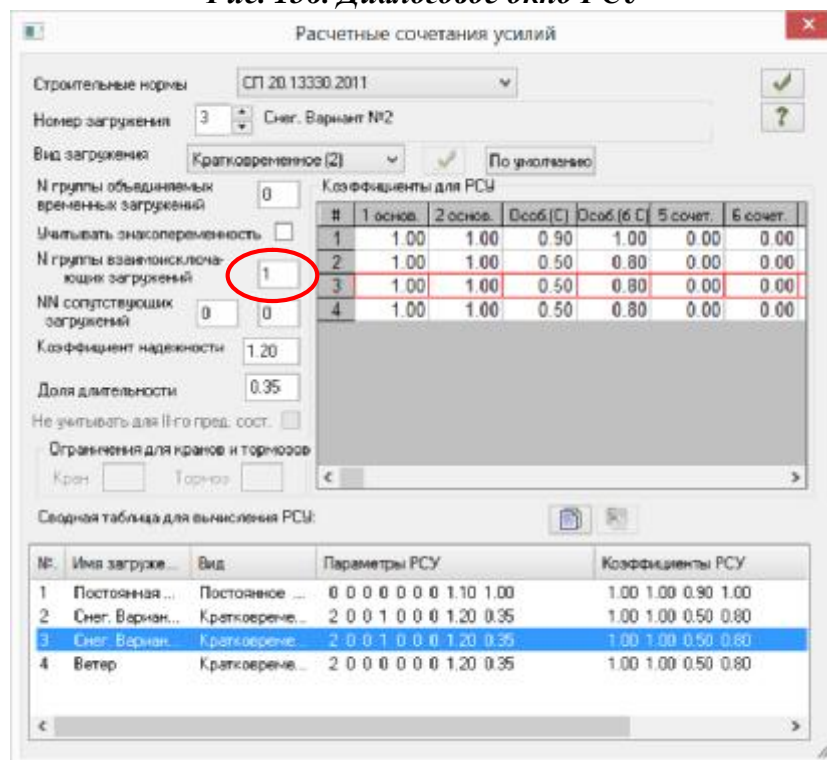 Рис. 138. Диалоговое окно РСУ
Расчетные сочетания усилий
Строительные нормы СП 20.13330.2011
Номер загружения 3 Снег. Вариант №2
Вид загружения Кратковременное (2) По умолчанию
N группы объединяемых временных загружений 0
Учитывать знакопеременность
N группы взаимоисключа- ющих загружений 1
NN сопутствующих загружений 0 0
Коэффициент надежности 1.20
Доля длительности 0.35
Не учитывать для II-го пред. сост.
Ограничения для кранов и тормозов
Кран Тормоз
Коэффициенты для РСУ
# 1 основ. 2 основ. Особ.(С) Особ.(б С) 5 сочет. 6 сочет.
1 1.00 1.00 0.90 1.00 0.00 0.00
2 1.00 1.00 0.50 0.80 0.00 0.00
3 1.00 1.00 0.50 0.80 0.00 0.00
4 1.00 1.00 0.50 0.80 0.00 0.00
Сводная таблица для вычисления РСУ:
№. Имя загруже... Вид Параметры РСУ Коэффициенты РСУ
1 Постоянная ... Постоянное ... 0 0 0 0 0 0 1.10 1.00 1.00 1.00 0.90 1.00
2 Снег. Вариан... Кратковреме... 2 0 0 1 0 0 0 1.20 0.35 1.00 1.00 0.50 0.80
3 Снег. Вариан... Кратковреме... 2 0 0 1 0 0 0 1.20 0.35 1.00 1.00 0.50 0.80
4 Ветер Кратковреме... 2 0 0 0 0 0 0 1.20 0.35 1.00 1.00 0.50 0.80